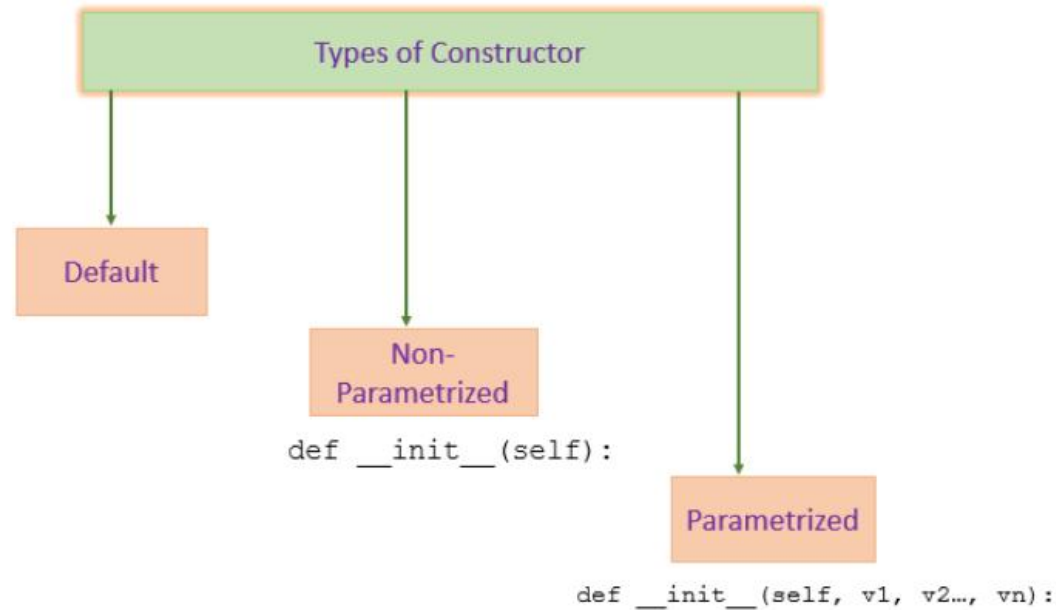 Types of Constructor
Default
Non-
Parametrized
def __init__(self):
Parametrized
def __init__(self, v1, v2…, vn):